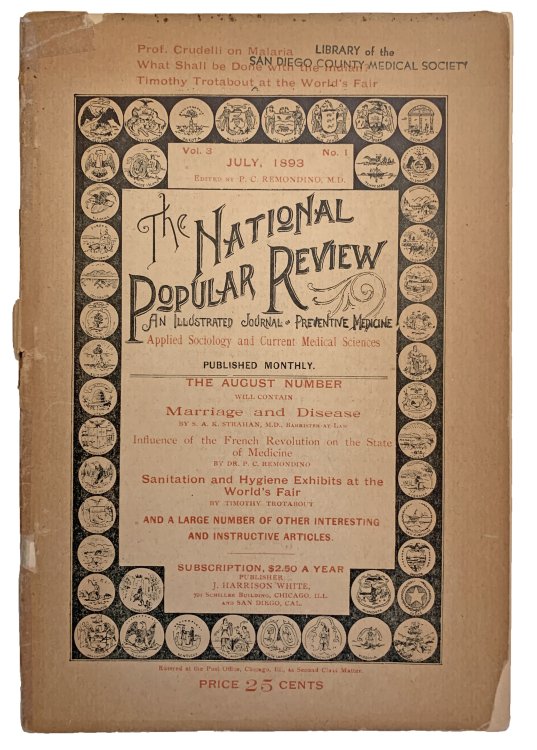 Prof. Crudelli on Malaria
LIBRARY of the
What Shall be Done with the Indian?
SAN DIEGO COUNTY MEDICAL SOCIETY
Timothy Trotabout at the World's Fair
Vol. 3 No. 1
JULY, 1893
EDITED BY P. C. REMONDINO, M.D.
The NATIONAL
POPULAR REVIEW
AN ILLUSTRATED JOURNAL OF PREVENTIVE MEDICINE
Applied Sociology and Current Medical Sciences
PUBLISHED MONTHLY.
THE AUGUST NUMBER
WILL CONTAIN
Marriage and Disease
BY S. A. K. STRAHAN, M.D., BARRISTER-AT-LAW
Influence of the French Revolution on the State
of Medicine
BY DR. P. C. REMONDINO
Sanitation and Hygiene Exhibits at the
World's Fair
BY TIMOTHY TROTABOUT
AND A LARGE NUMBER OF OTHER INTERESTING
AND INSTRUCTIVE ARTICLES.
SUBSCRIPTION, $2.50 A YEAR
PUBLISHER
J. HARRISON WHITE,
701 SCHILLER BUILDING, CHICAGO, ILL
AND SAN DIEGO, CAL.
Entered at the Post Office, Chicago, Ill., as Second Class Matter.
PRICE 25 CENTS